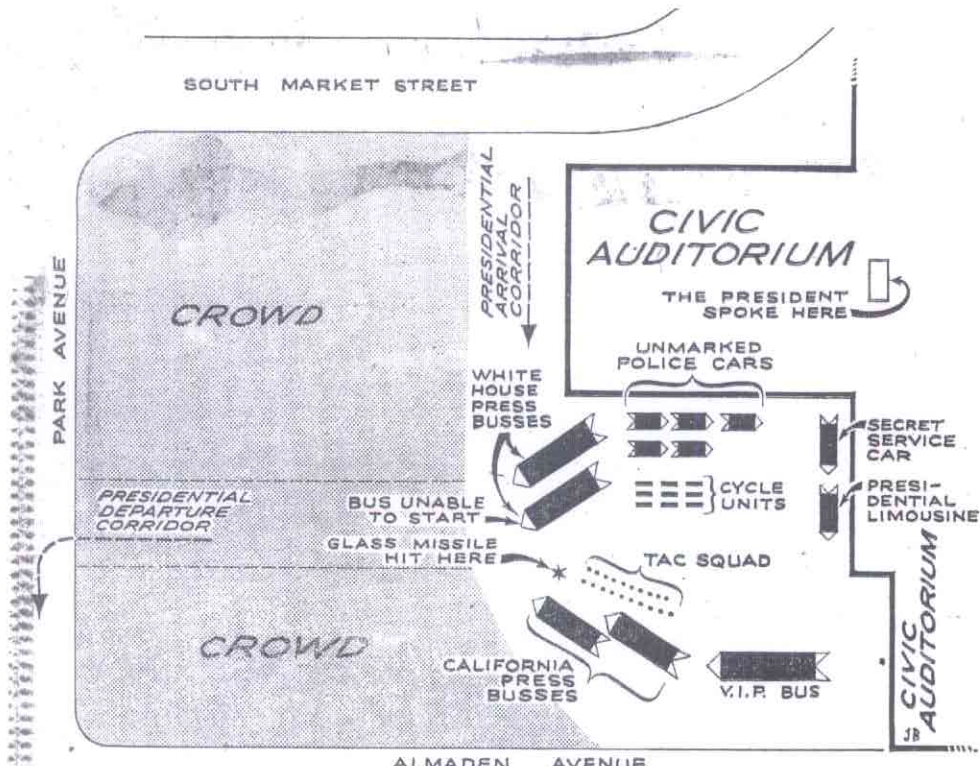 SOUTH MARKET STREET
PARK AVENUE
PRESIDENTIAL
ARRIVAL
CORRIDOR
CIVIC
AUDITORIUM
THE PRESIDENT
SPOKE HERE
CROWD
UNMARKED
POLICE CARS
WHITE
HOUSE
PRESS
BUSSES
SECRET
SERVICE
CAR
PRESIDENTIAL
DEPARTURE
CORRIDOR
BUS UNABLE
TO START
CYCLE
UNITS
PRESI-
DENTIAL
LIMOUSINE
GLASS MISSILE
HIT HERE
TAC SQUAD
CROWD
CALIFORNIA
PRESS
BUSSES
V.I.P. BUS
CIVIC
AUDITORIUM
JB
ALMADEN AVENUE